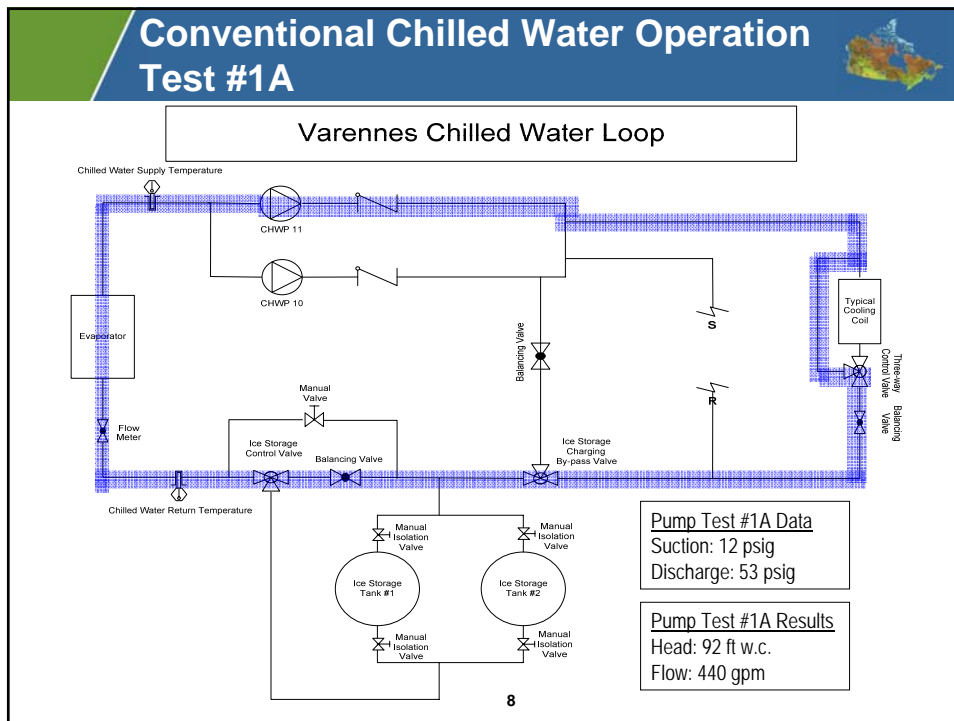 Conventional Chilled Water Operation
Test #1A
Varennes Chilled Water Loop
Chilled Water Supply Temperature
CHWP 11
CHWP 10
Evaporator
Typical
Cooling
Coil
S
R
Balancing Valve
Three-way
Control Valve
Balancing
Valve
Manual
Valve
Flow
Meter
Ice Storage
Control Valve
Balancing Valve
Ice Storage
Charging
By-pass Valve
Chilled Water Return Temperature
Manual
Isolation
Valve
Manual
Isolation
Valve
Ice Storage
Tank #1
Ice Storage
Tank #2
Manual
Isolation
Valve
Manual
Isolation
Valve
Pump Test #1A Data
Suction: 12 psig
Discharge: 53 psig
Pump Test #1A Results
Head: 92 ft w.c.
Flow: 440 gpm
8